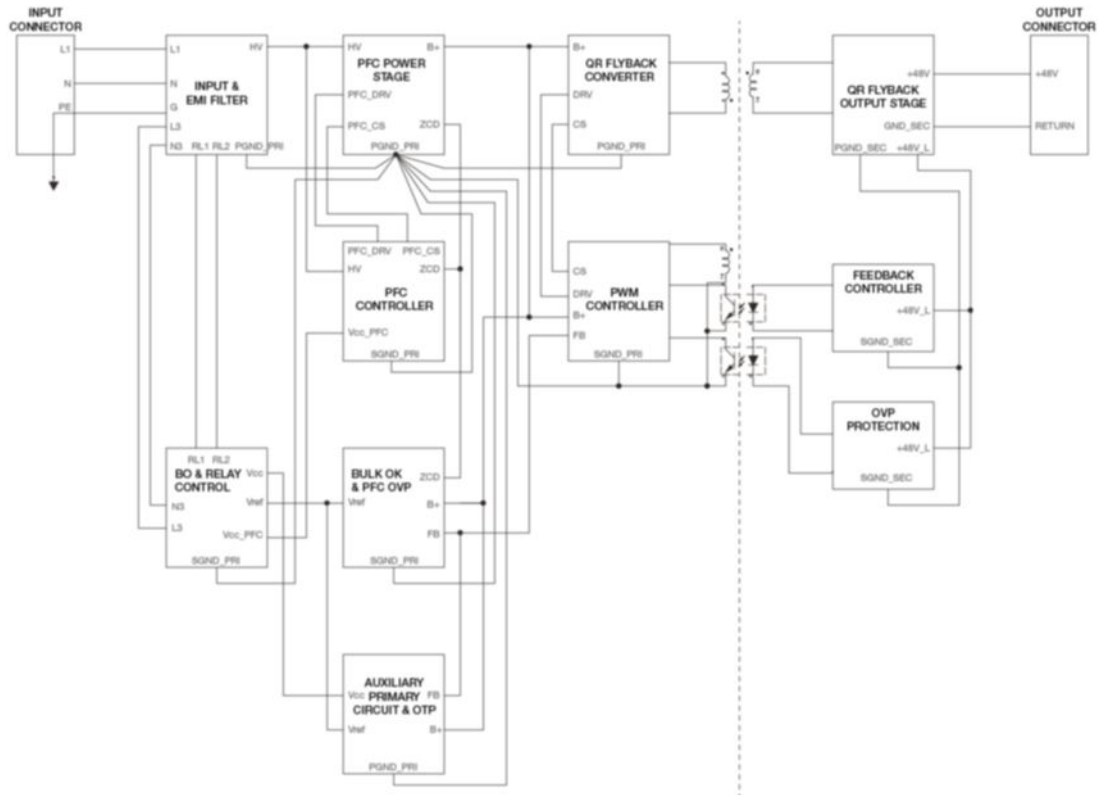 INPUT
CONNECTOR
L1
N
PE
L1
HV
N
INPUT &
EMI FILTER
G
L3
N3
RL1
RL2
PGND_PRI
HV
B+
PFC POWER
STAGE
PFC_DRV
PFC_CS
ZCD
PGND_PRI
B+
QR FLYBACK
CONVERTER
DRV
CS
PGND_PRI
QR FLYBACK
OUTPUT STAGE
+48V
GND_SEC
PGND_SEC
+48V_L
OUTPUT
CONNECTOR
+48V
RETURN
PFC_DRV
PFC_CS
HV
ZCD
PFC
CONTROLLER
Vcc_PFC
SGND_PRI
CS
DRV
PWM
CONTROLLER
B+
FB
SGND_PRI
FEEDBACK
CONTROLLER
+48V_L
SGND_SEC
OVP
PROTECTION
+48V_L
SGND_SEC
RL1
RL2
BO & RELAY
CONTROL
Vcc
Vref
N3
L3
Vcc_PFC
SGND_PRI
BULK OK
& PFC OVP
ZCD
Vref
B+
FB
SGND_PRI
AUXILIARY
PRIMARY
CIRCUIT & OTP
Vcc
FB
Vref
B+
PGND_PRI